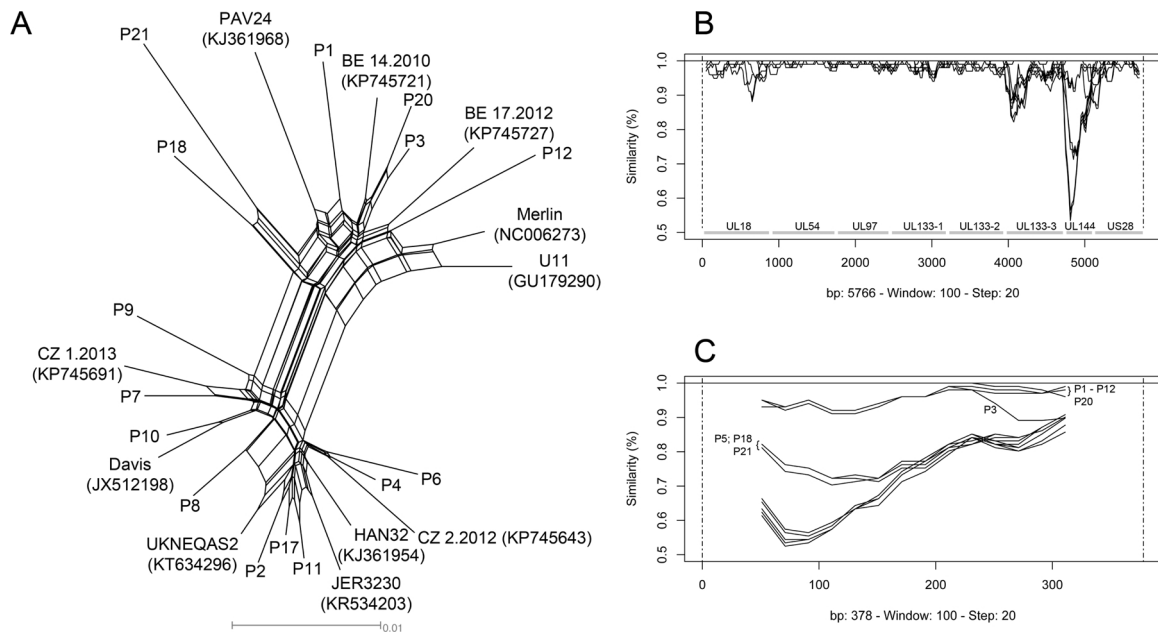 A
P21
PAV24
(KJ361968)
P1
BE 14.2010
(KP745721)
P20
BE 17.2012
(KP745727)
P3
P12
P18
Merlin
(NC006273)
U11
(GU179290)
P9
CZ 1.2013
(KP745691)
P7
P10
Davis
(JX512198)
P8
UKNEQAS2
(KT634296)
P2
P17
P11
JER3230
(KR534203)
HAN32
(KJ361954)
CZ 2.2012 (KP745643)
P4
P6
0.01
B
Similarity (%)
1.0
0.9
0.8
0.7
0.6
0.5
UL18 UL54 UL97 UL133-1 UL133-2 UL133-3 UL144 US28
0 1000 2000 3000 4000 5000
bp: 5766 - Window: 100 - Step: 20
C
Similarity (%)
1.0
0.9
0.8
0.7
0.6
0.5
P1 - P12
P20
P3
P5; P18
P21
0 100 200 300
bp: 378 - Window: 100 - Step: 20